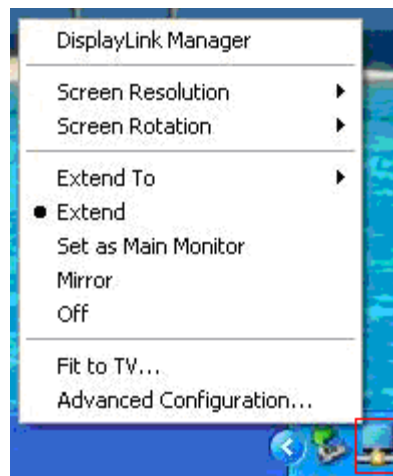 DisplayLink Manager
Screen Resolution
Screen Rotation
Extend To
Extend
Set as Main Monitor
Mirror
Off
Fit to TV...
Advanced Configuration...